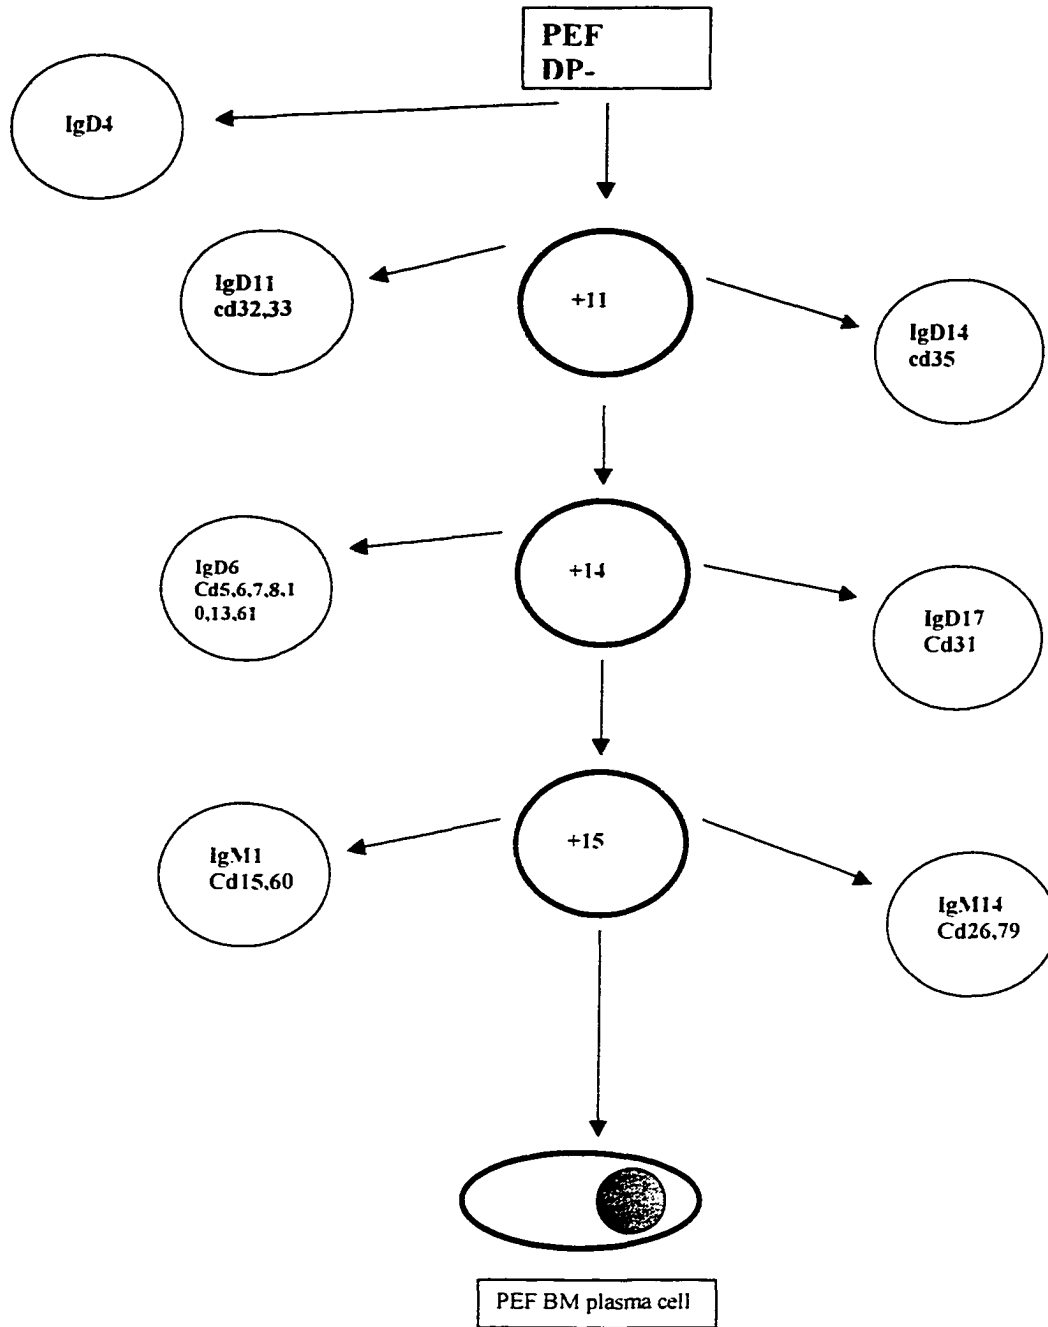 PEF
DP-
IgD4
IgD11
cd32,33
+11
IgD14
cd35
IgD6
Cd5,6,7,8,1
0,13,61
+14
IgD17
Cd31
IgM1
Cd15,60
+15
IgM14
Cd26,79
PEF BM plasma cell